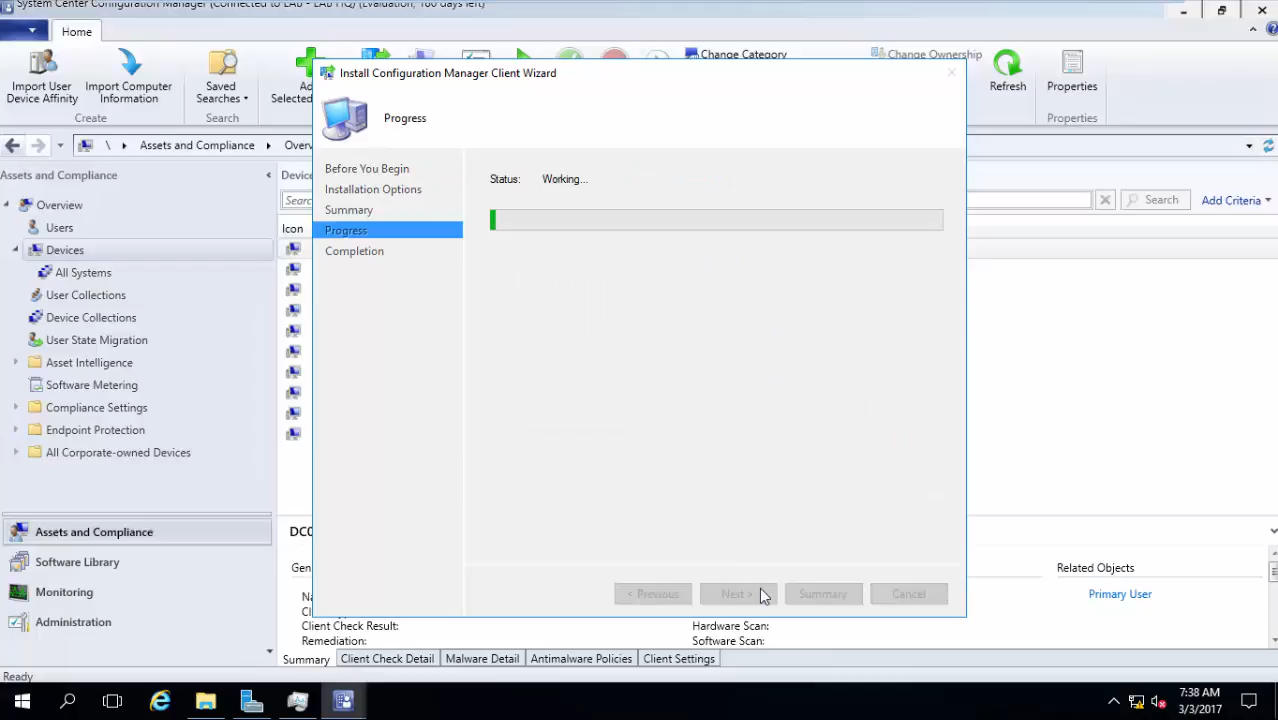 System Center Configuration Manager (Connected to LAB - LAB HQ) (Evaluation, 180 days left)
Home
Import User
Device Affinity
Import Computer
Information
Saved
Searches
Selected
Change Category
Change Ownership
Refresh
Properties
Create
Search
Properties
\ Assets and Compliance
Assets and Compliance
Overview
Users
Devices
All Systems
User Collections
Device Collections
User State Migration
Asset Intelligence
Software Metering
Compliance Settings
Endpoint Protection
All Corporate-owned Devices
Assets and Compliance
Software Library
Monitoring
Administration
Ready
Search
Add Criteria
Icon
Install Configuration Manager Client Wizard
Progress
Before You Begin
Installation Options
Summary
Progress
Completion
Status: Working...
< Previous
Next >
Summary
Cancel
Related Objects
Primary User
Client Check Result:
Remediation:
Hardware Scan:
Software Scan:
Summary
Client Check Detail
Malware Detail
Antimalware Policies
Client Settings
7:38 AM
3/3/2017